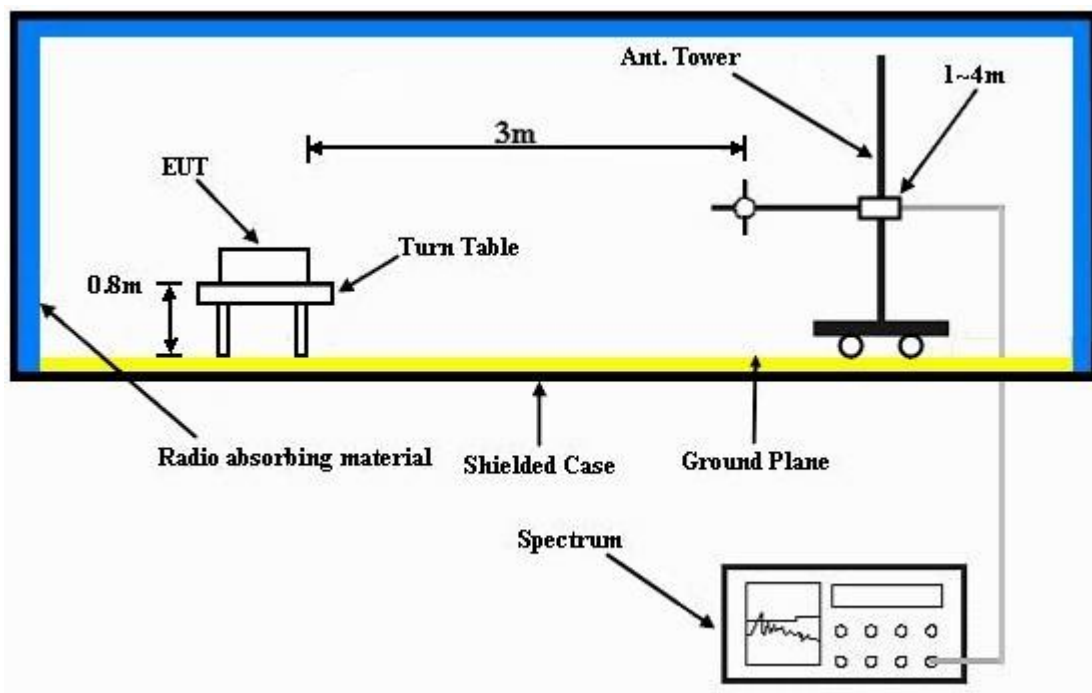 Ant. Tower
1~4m
3m
EUT
Turn Table
0.8m
Radio absorbing material
Shielded Case
Ground Plane
Spectrum